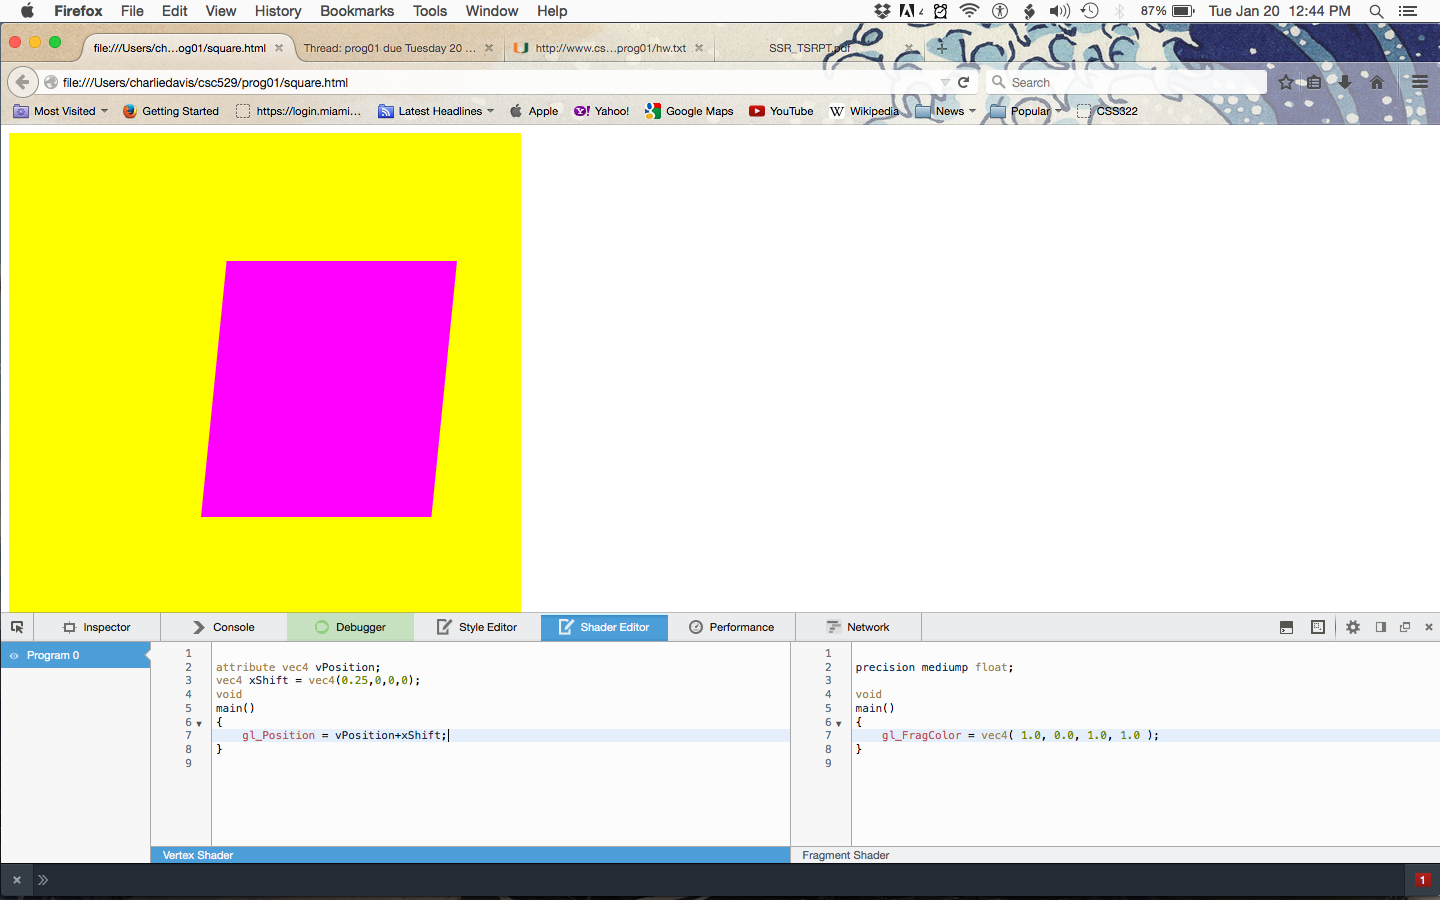 Firefox File Edit View History Bookmarks Tools Window Help 4 87% Tue Jan 20 12:44 PM
file:///Users/ch...og01/square.html Thread: prog01 due Tuesday 20 ... http://www.cs...prog01/hw.txt SSR_TSRPT.pdf
file:///Users/charliedavis/csc529/prog01/square.html Search
Most Visited Getting Started https://login.miami... Latest Headlines Apple Yahoo! Google Maps YouTube W Wikipedia News Popular CSS322
Inspector Console Debugger Style Editor Shader Editor Performance Network
Program 0
1
2 attribute vec4 vPosition;
3 vec4 xShift = vec4(0.25,0,0,0);
4 void
5 main()
6 {
7 gl_Position = vPosition+xShift;
8 }
9
Vertex Shader
1
2 precision mediump float;
3
4 void
5 main()
6 {
7 gl_FragColor = vec4( 1.0, 0.0, 1.0, 1.0 );
8 }
9
Fragment Shader
1